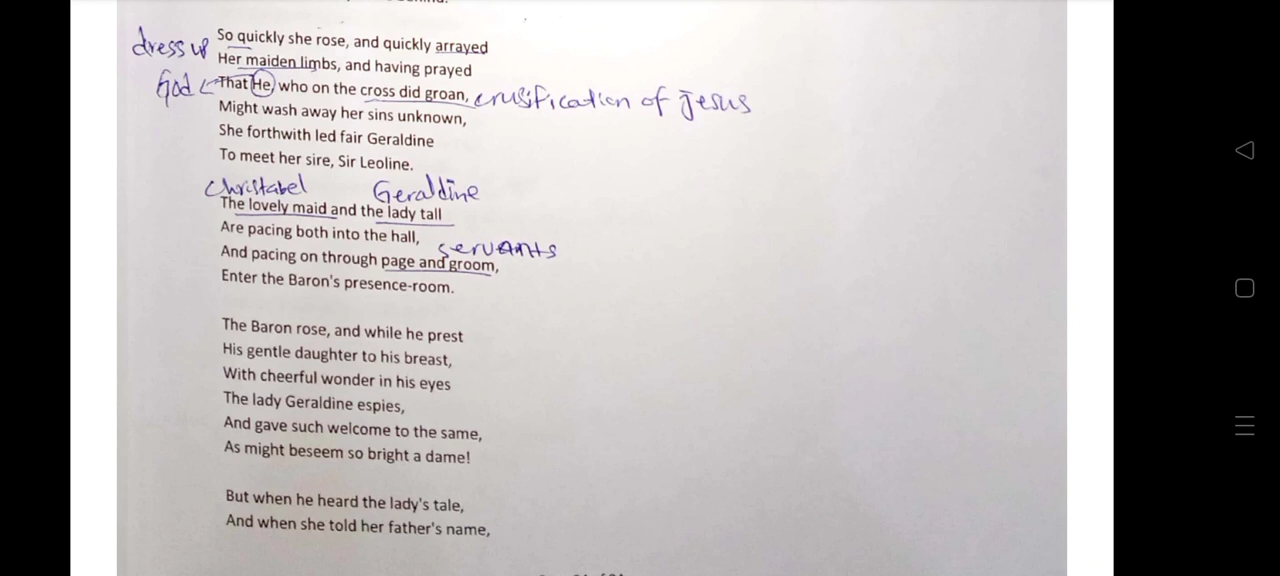 So quickly she rose, and quickly arrayed
dress up
Her maiden limbs, and having prayed
God
That He who on the cross did groan,
crusification of Jesus
Might wash away her sins unknown,
She forthwith led fair Geraldine
To meet her sire, Sir Leoline.
Christabel Geraldine
The lovely maid and the lady tall
Are pacing both into the hall,
servants
And pacing on through page and groom,
Enter the Baron's presence-room.
The Baron rose, and while he prest
His gentle daughter to his breast,
With cheerful wonder in his eyes
The lady Geraldine espies,
And gave such welcome to the same,
As might beseem so bright a dame!
But when he heard the lady's tale,
And when she told her father's name,